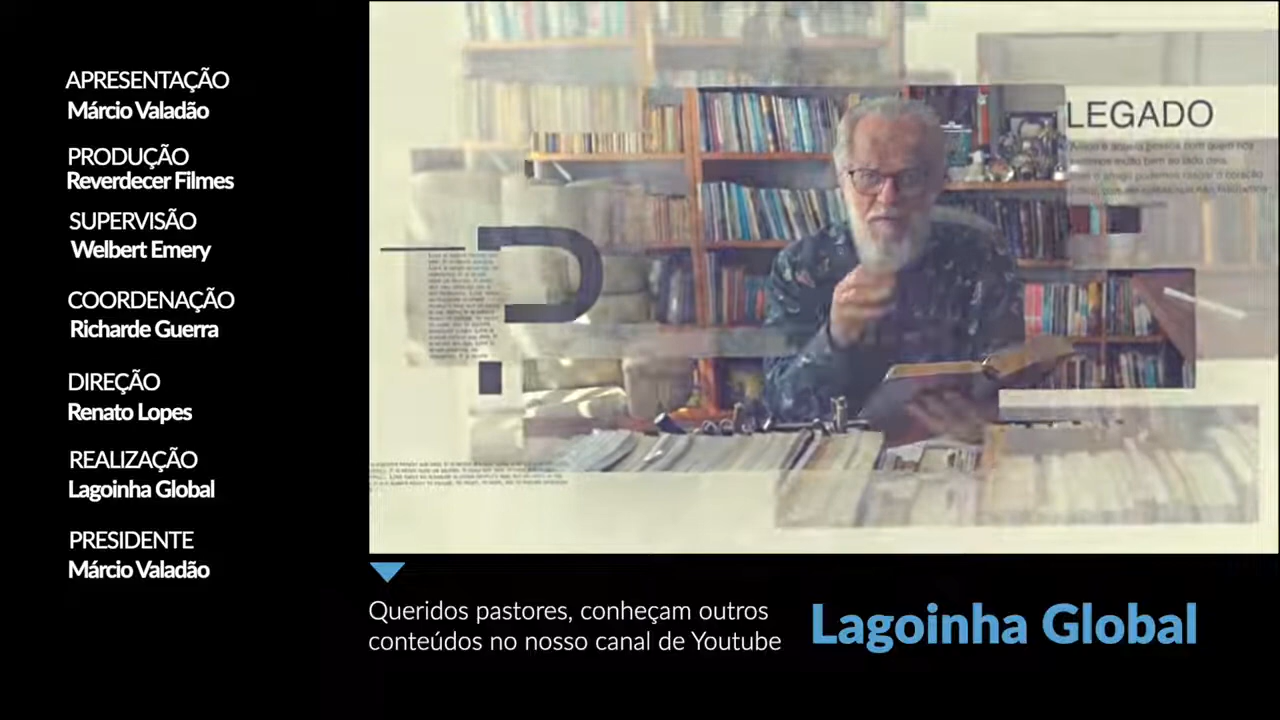 APRESENTAÇÃO
Márcio Valadão
PRODUÇÃO
Reverdecer Filmes
SUPERVISÃO
Welbert Emery
COORDENAÇÃO
Richarde Guerra
DIREÇÃO
Renato Lopes
REALIZAÇÃO
Lagoinha Global
PRESIDENTE
Márcio Valadão
LEGADO
Queridos pastores, conheçam outros
conteúdos no nosso canal de Youtube
Lagoinha Global